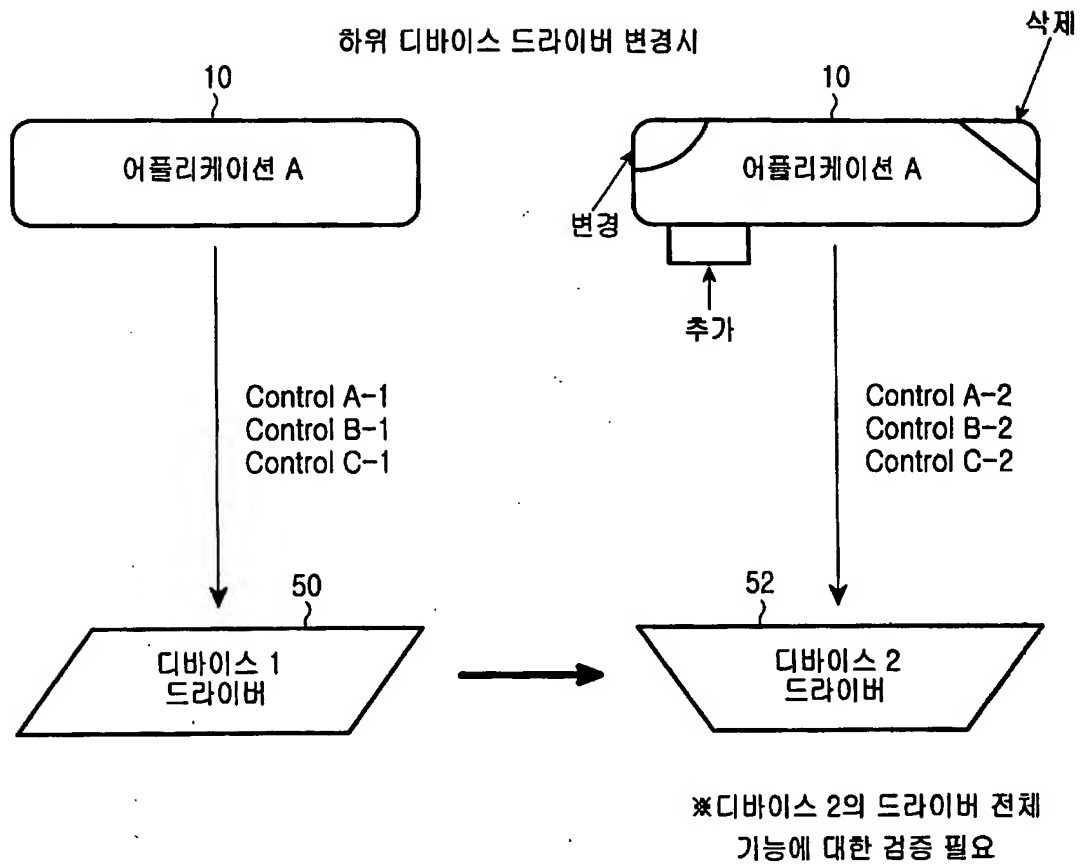 하위 디바이스 드라이버 변경시
삭제
10
10
어플리케이션 A
어플리케이션 A
변경
추가
Control A-1
Control B-1
Control C-1
Control A-2
Control B-2
Control C-2
50
52
디바이스 1
드라이버
디바이스 2
드라이버
※디바이스 2의 드라이버 전체
기능에 대한 검증 필요